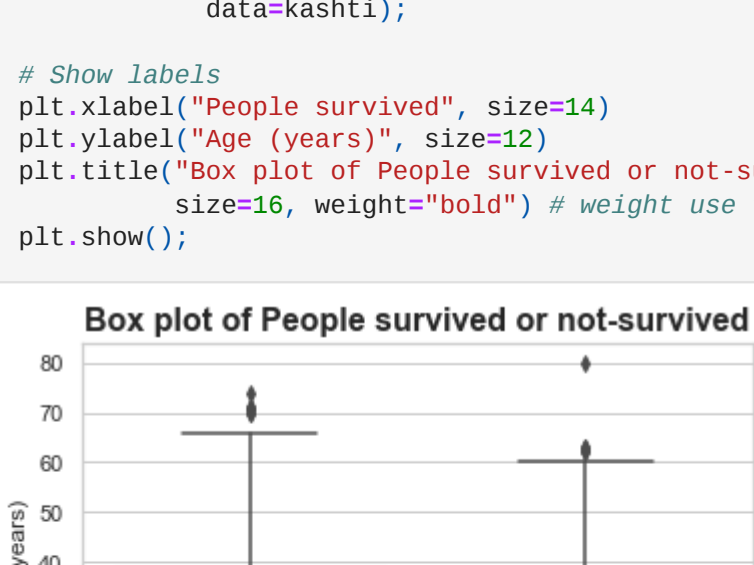 data=kashti);
# Show labels
plt.xlabel("People survived", size=14)
plt.ylabel("Age (years)", size=12)
plt.title("Box plot of People survived or not-su
size=16, weight="bold") # weight use
plt.show();
Box plot of People survived or not-survived
80
70
60
50
40
years)